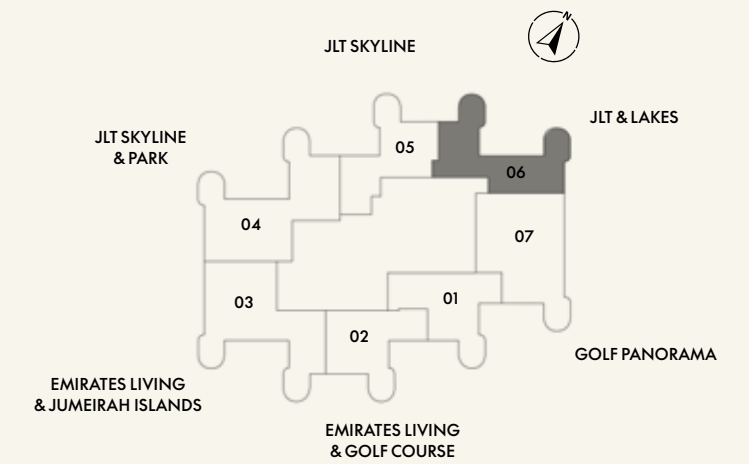 N
JLT SKYLINE
JLT & LAKES
JLT SKYLINE
& PARK
05
06
04
07
03
01
02
GOLF PANORAMA
EMIRATES LIVING
& JUMEIRAH ISLANDS
EMIRATES LIVING
& GOLF COURSE